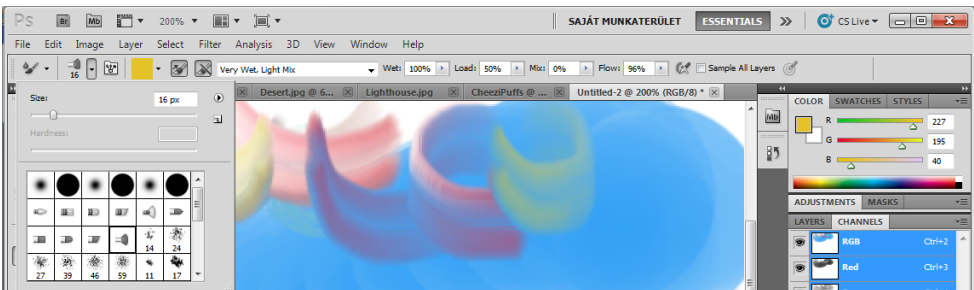 Ps Br Mb 200% SAJÁT MUNKATERÜLET ESSENTIALS CS Live
File Edit Image Layer Select Filter Analysis 3D View Window Help
16 Very Wet, Light Mix Wet: 100% Load: 50% Mix: 0% Flow: 96% Sample All Layers
Desert.jpg @ 6... Lighthouse.jpg CheeziPuffs @ ... Untitled-2 @ 200% (RGB/8) *
Size: 16 px
Hardness:
14 24
27 39 46 59 11 17
Mb
COLOR SWATCHES STYLES
R 227
G 195
B 40
ADJUSTMENTS MASKS
LAYERS CHANNELS
RGB Ctrl+2
Red Ctrl+3